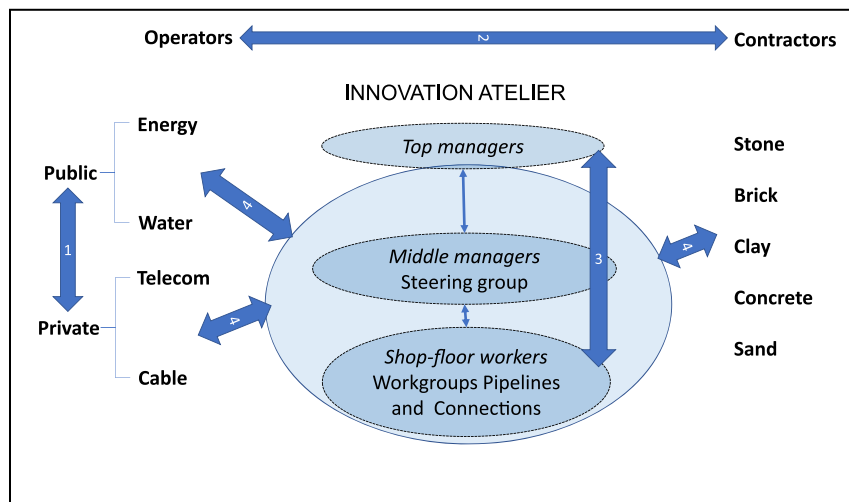 Operators
2
Contractors
INNOVATION ATELIER
Energy
Top managers
Stone
Public
4
Brick
Water
1
Middle managers
Steering group
3
4
Clay
Telecom
Concrete
Private
4
Sand
Cable
Shop-floor workers
Workgroups Pipelines
and Connections